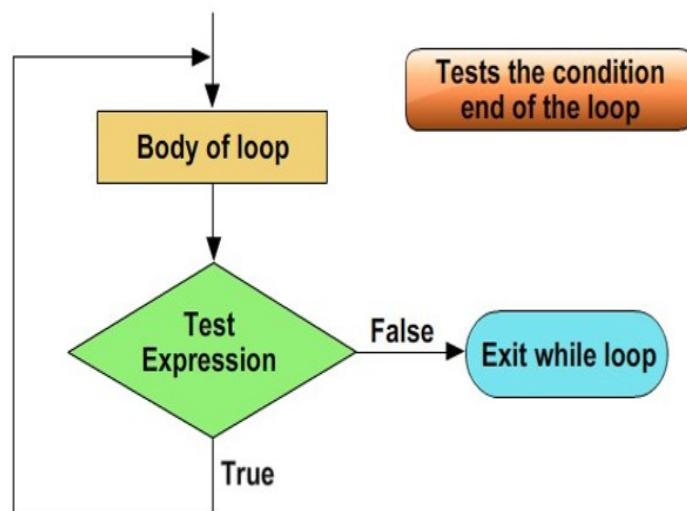 Tests the condition
end of the loop
Body of loop
Test
Expression
False
Exit while loop
True